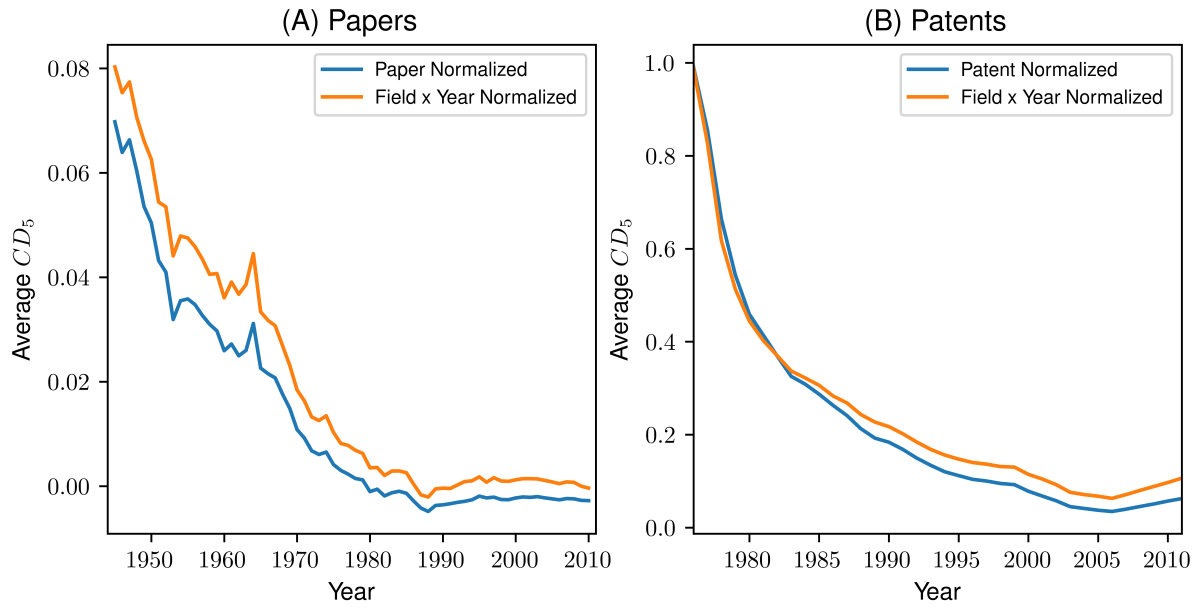 (A) Papers
Paper Normalized
Field x Year Normalized
0.08
0.06
0.04
0.02
0.00
Average CD5
1950 1960 1970 1980 1990 2000 2010
Year
(B) Patents
Patent Normalized
Field x Year Normalized
1.0
0.8
0.6
0.4
0.2
0.0
Average CD5
1980 1985 1990 1995 2000 2005 2010
Year